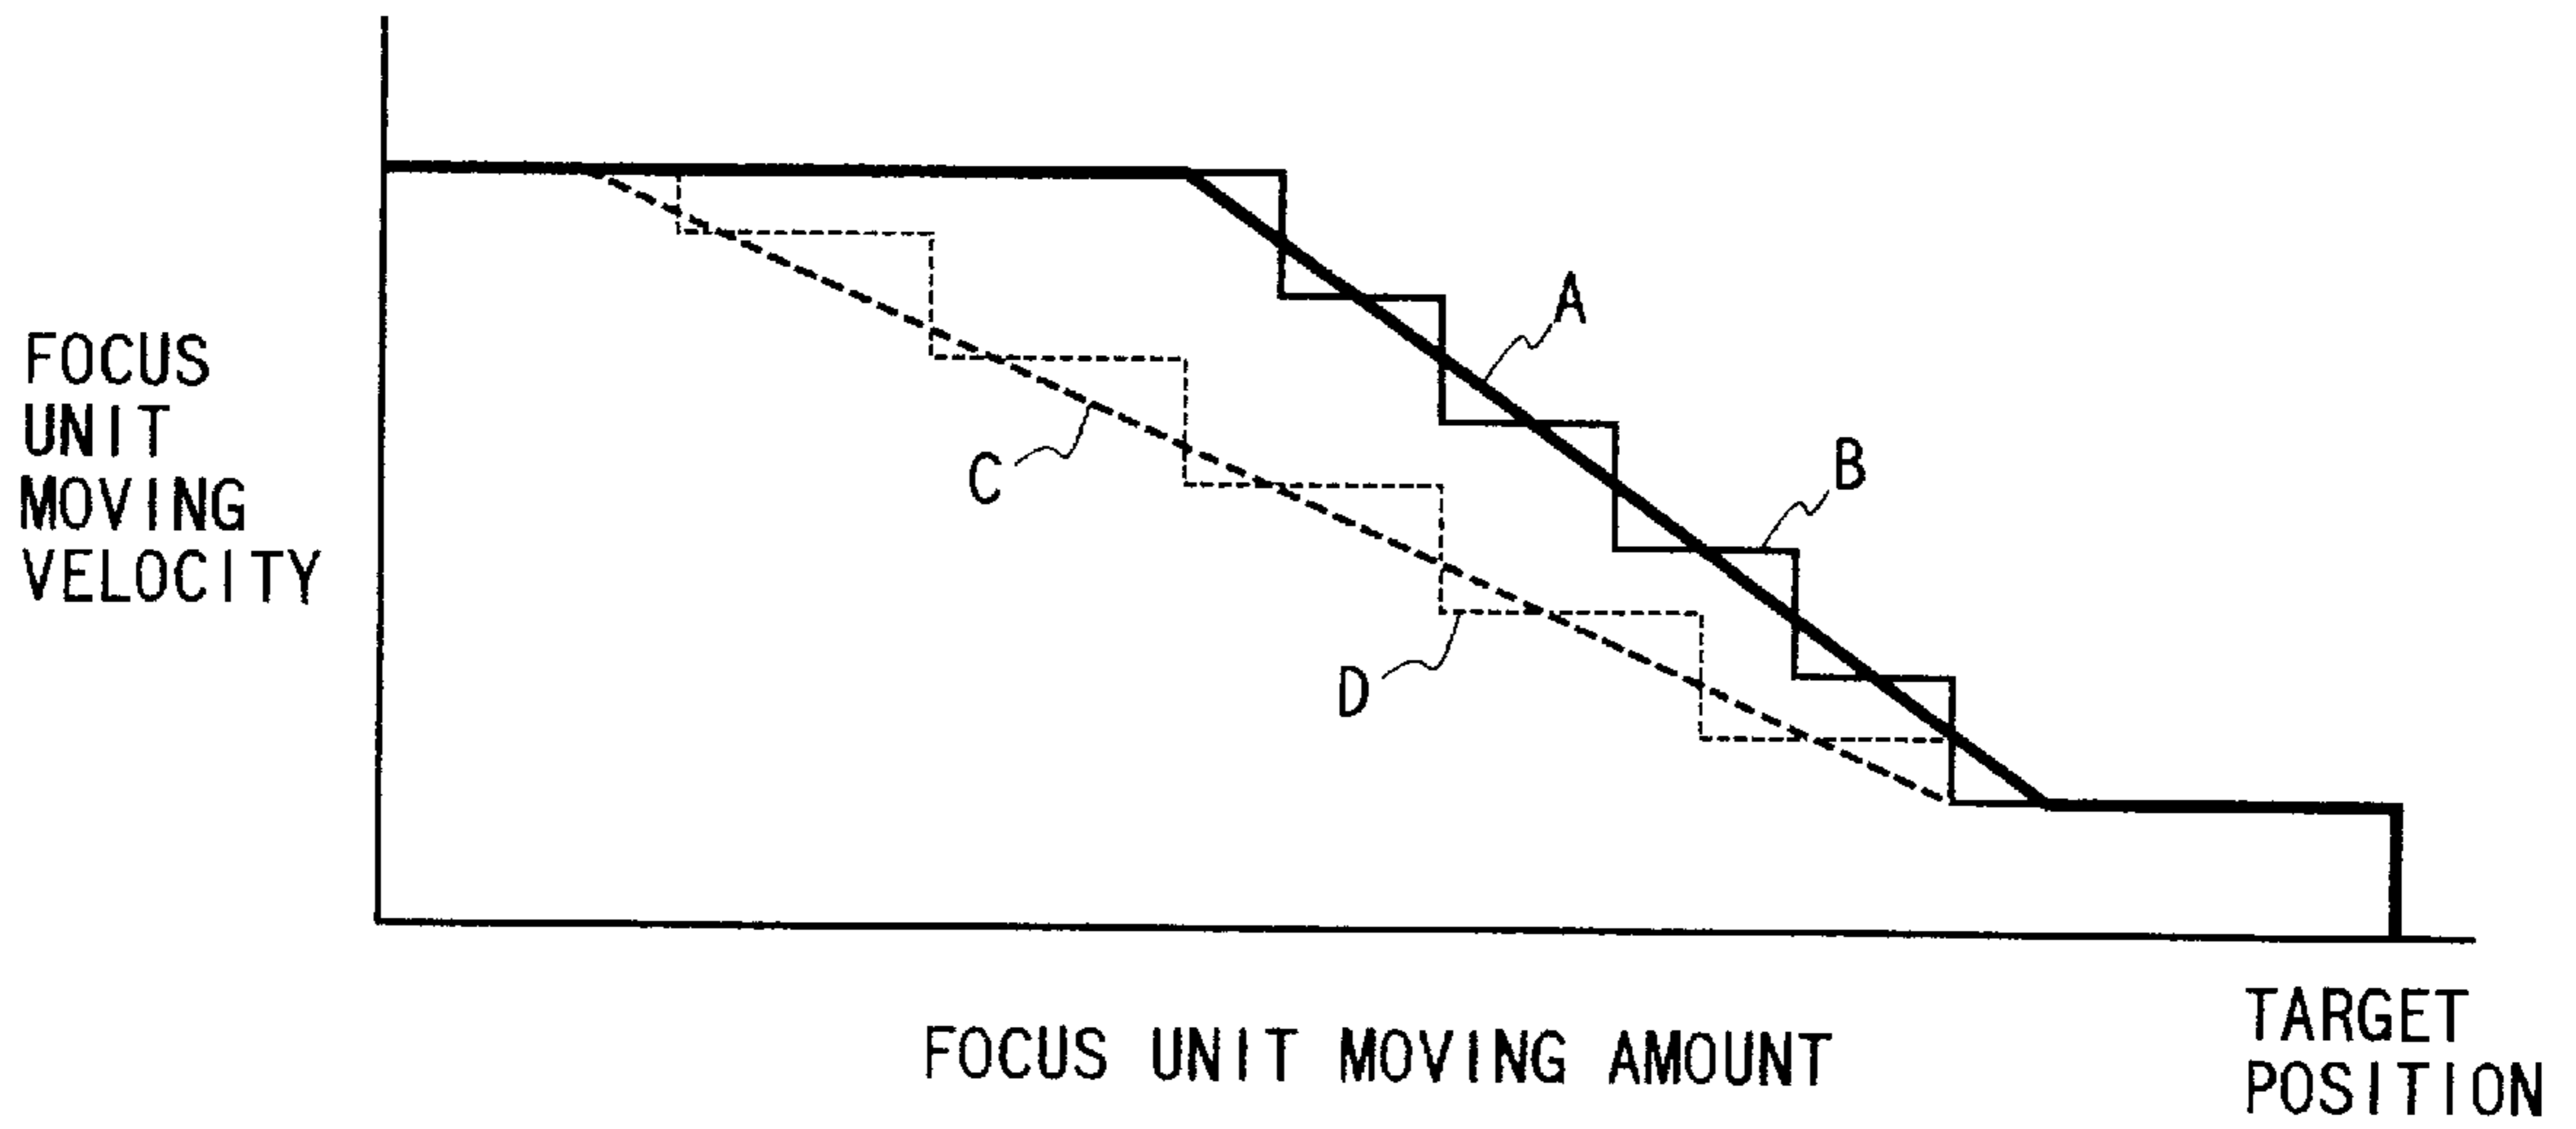 A
B
C
D
FOCUS
UNIT
MOVING
VELOCITY
FOCUS UNIT MOVING AMOUNT
TARGET
POSITION